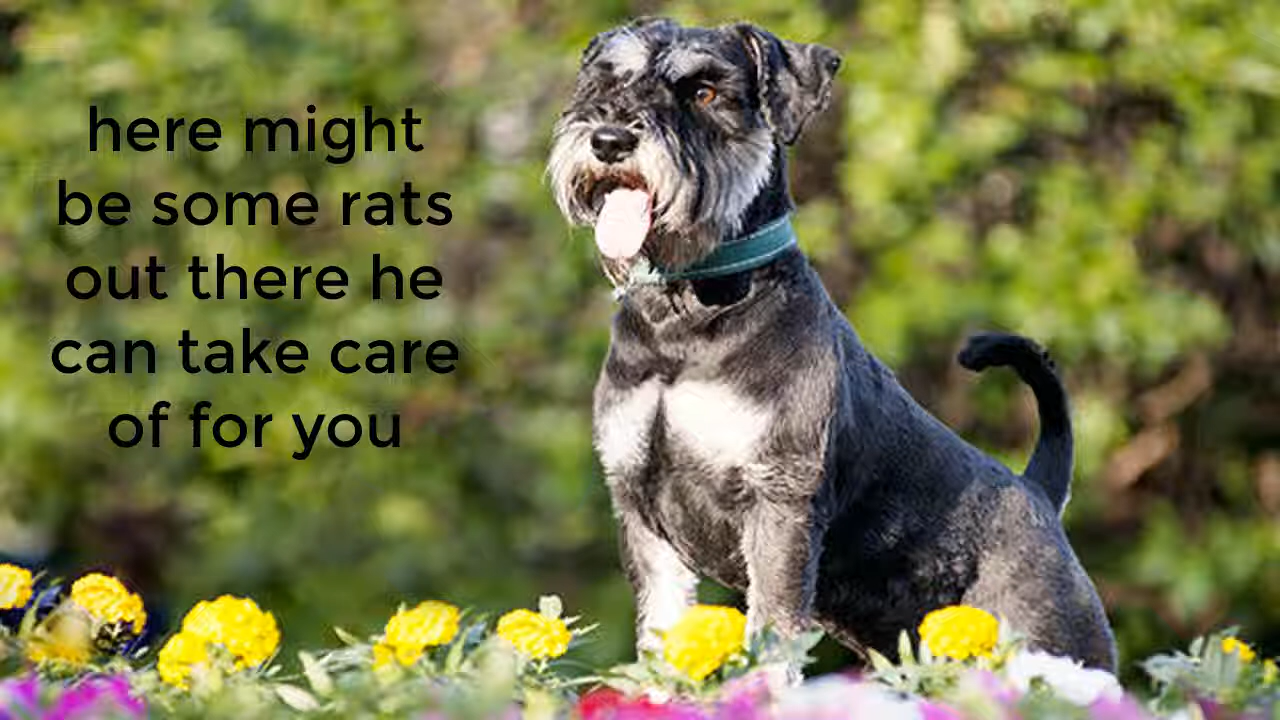 here might
be some rats
out there he
can take care
of for you